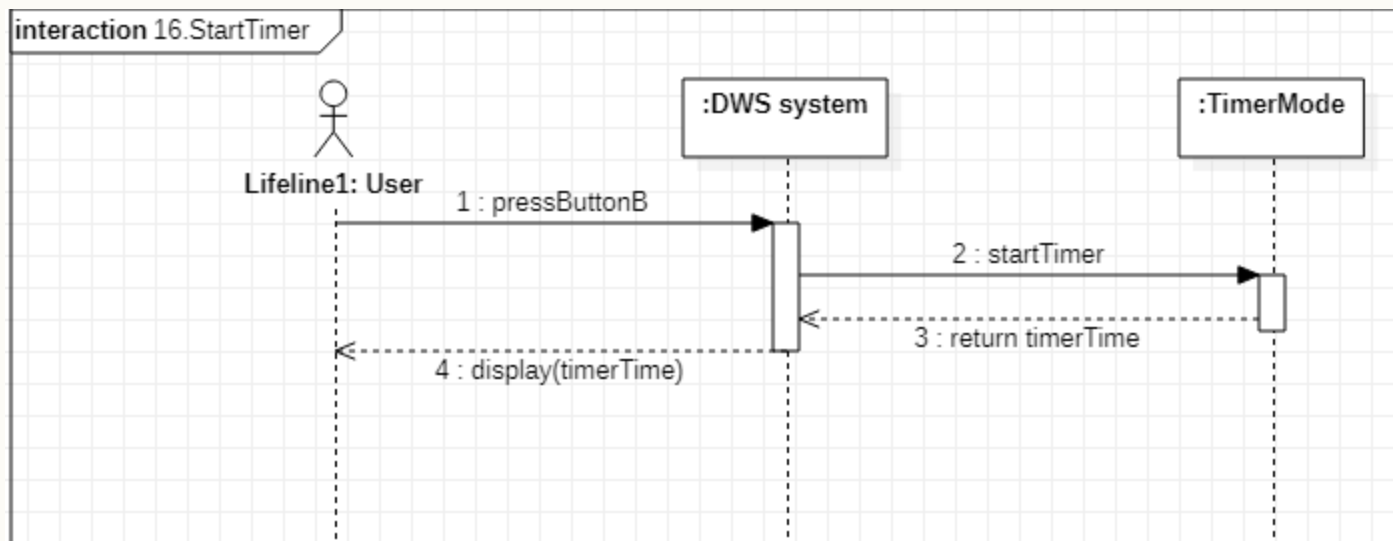 interaction 16.StartTimer
:DWS system
:TimerMode
Lifeline1: User
1 : pressButtonB
2 : startTimer
3 : return timerTime
4 : display(timerTime)